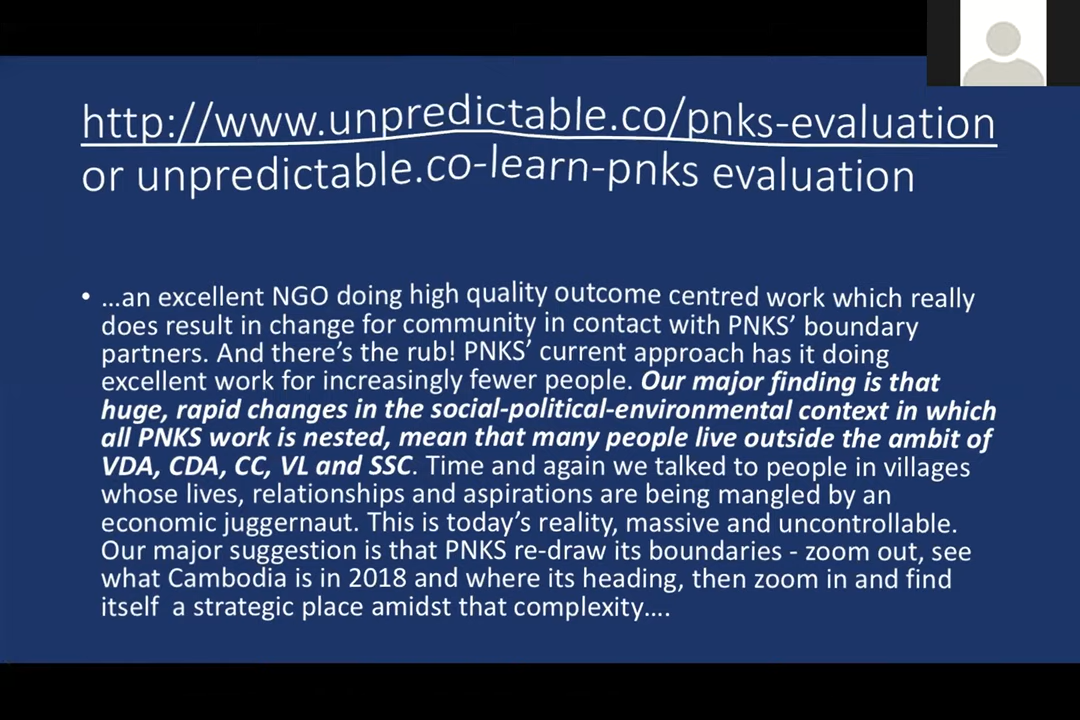 http://www.unpredictable.co/pnks-evaluation
or unpredictable.co-learn-pnks evaluation
• ...an excellent NGO doing high quality outcome centred work which really
does result in change for community in contact with PNKS’ boundary
partners. And there’s the rub! PNKS’ current approach has it doing
excellent work for increasingly fewer people. Our major finding is that
huge, rapid changes in the social-political-environmental context in which
all PNKS work is nested, mean that many people live outside the ambit of
VDA, CDA, CC, VL and SSC. Time and again we talked to people in villages
whose lives, relationships and aspirations are being mangled by an
economic juggernaut. This is today’s reality, massive and uncontrollable.
Our major suggestion is that PNKS re-draw its boundaries - zoom out, see
what Cambodia is in 2018 and where its heading, then zoom in and find
itself a strategic place amidst that complexity....